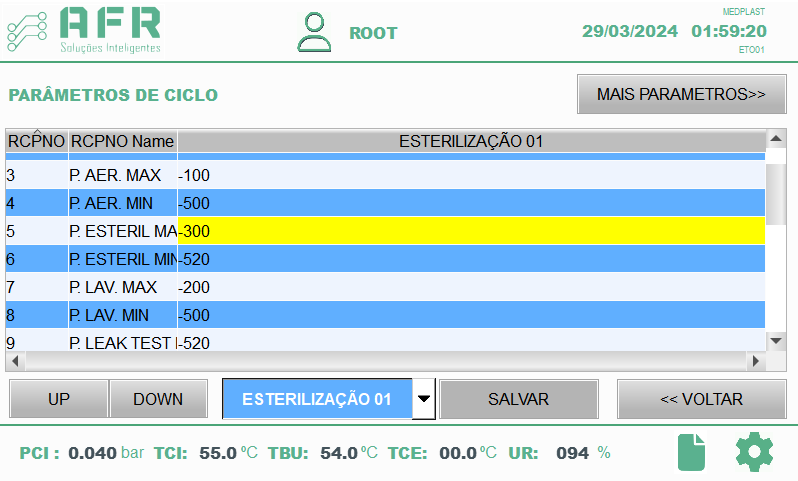 AFR
Soluções Inteligentes
ROOT
MEDPLAST
29/03/2024 01:59:20
ETO01
PARÂMETROS DE CICLO
MAIS PARAMETROS>>
RCPNO RCPNO Name ESTERILIZAÇÃO 01
3 P. AER. MAX -100
4 P. AER. MIN -500
5 P. ESTERIL MA -300
6 P. ESTERIL MIN -520
7 P. LAV. MAX -200
8 P. LAV. MIN -500
9 P. LEAK TEST -520
UP DOWN ESTERILIZAÇÃO 01 SALVAR << VOLTAR
PCI : 0.040 bar TCI: 55.0 ºC TBU: 54.0 ºC TCE: 00.0 ºC UR: 094 %